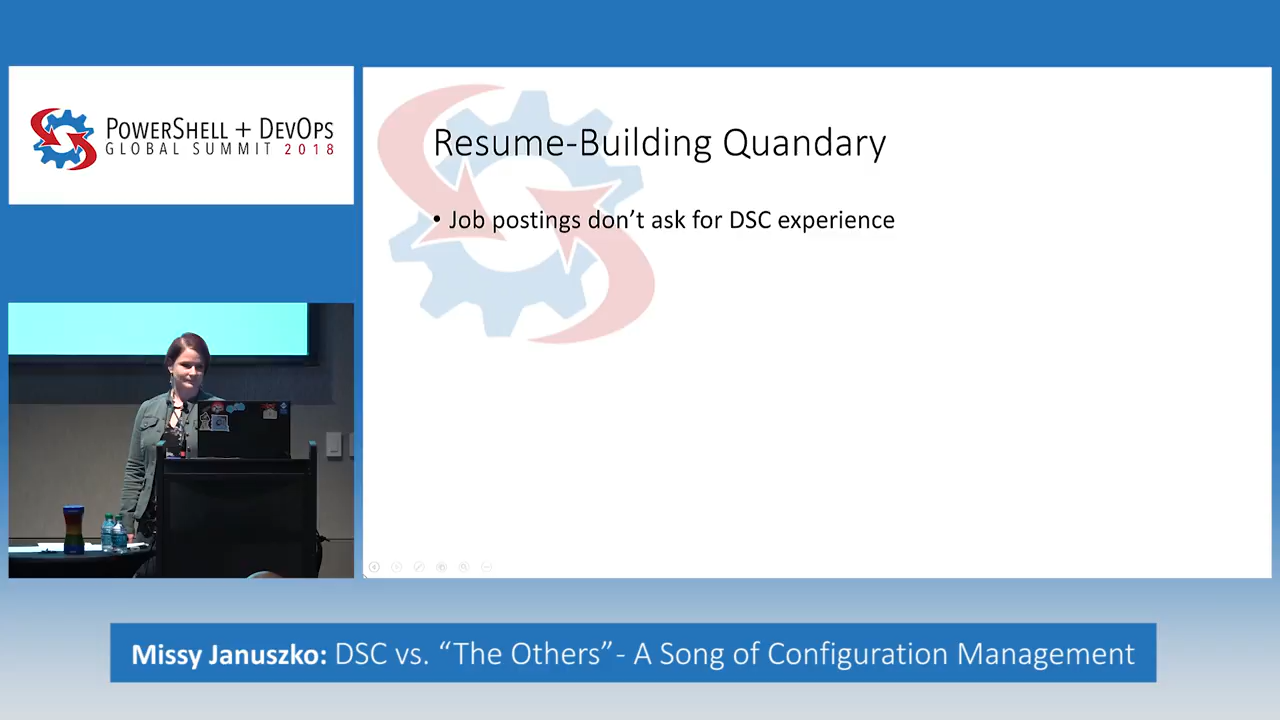 POWERSHELL + DEVOPS
GLOBAL SUMMIT 2018
Resume-Building Quandary
• Job postings don’t ask for DSC experience
Missy Januszko: DSC vs. “The Others”- A Song of Configuration Management